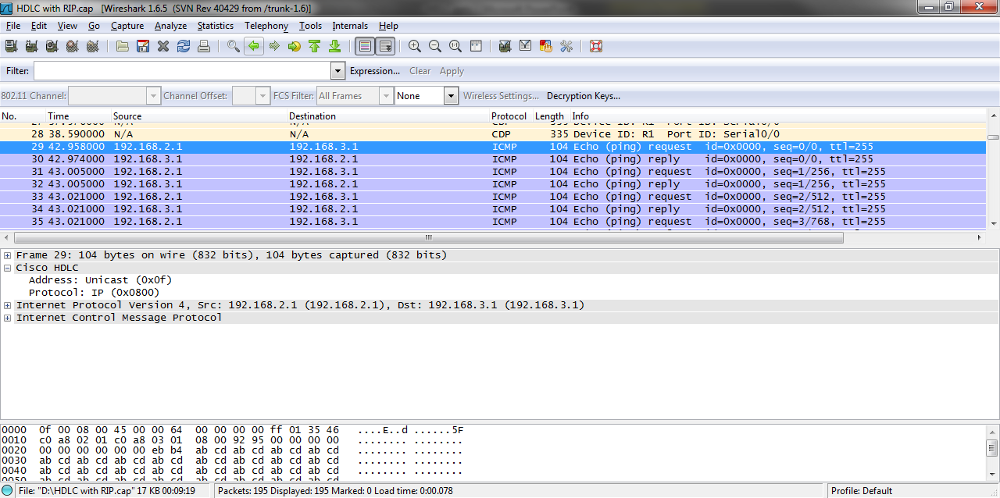 HDLC with RIP.cap [Wireshark 1.6.5 (SVN Rev 40429 from /trunk-1.6)]
File Edit View Go Capture Analyze Statistics Telephony Tools Internals Help
Filter: Expression... Clear Apply
802.11 Channel: Channel Offset: FCS Filter: All Frames None Wireless Settings... Decryption Keys...
No. Time Source Destination Protocol Length Info
28 38.590000 N/A N/A CDP 335 Device ID: R1 Port ID: Serial0/0
29 42.958000 192.168.2.1 192.168.3.1 ICMP 104 Echo (ping) request id=0x0000, seq=0/0, ttl=255
30 42.974000 192.168.3.1 192.168.2.1 ICMP 104 Echo (ping) reply id=0x0000, seq=0/0, ttl=255
31 43.005000 192.168.2.1 192.168.3.1 ICMP 104 Echo (ping) request id=0x0000, seq=1/256, ttl=255
32 43.005000 192.168.3.1 192.168.2.1 ICMP 104 Echo (ping) reply id=0x0000, seq=1/256, ttl=255
33 43.021000 192.168.2.1 192.168.3.1 ICMP 104 Echo (ping) request id=0x0000, seq=2/512, ttl=255
34 43.021000 192.168.3.1 192.168.2.1 ICMP 104 Echo (ping) reply id=0x0000, seq=2/512, ttl=255
35 43.021000 192.168.2.1 192.168.3.1 ICMP 104 Echo (ping) request id=0x0000, seq=3/768, ttl=255
Frame 29: 104 bytes on wire (832 bits), 104 bytes captured (832 bits)
Cisco HDLC
Address: Unicast (0x0f)
Protocol: IP (0x0800)
Internet Protocol Version 4, Src: 192.168.2.1 (192.168.2.1), Dst: 192.168.3.1 (192.168.3.1)
Internet Control Message Protocol
0000 0f 00 08 00 45 00 00 64 00 00 00 00 ff 01 35 46 ....E..d ......5F
0010 c0 a8 02 01 c0 a8 03 01 08 00 92 95 00 00 00 00 ........ ........
0020 00 00 00 00 00 00 eb b4 ab cd ab cd ab cd ab cd ........ ........
0030 ab cd ab cd ab cd ab cd ab cd ab cd ab cd ab cd ........ ........
0040 ab cd ab cd ab cd ab cd ab cd ab cd ab cd ab cd ........ ........
File: "D:\HDLC with RIP.cap" 17 KB 00:09:19 Packets: 195 Displayed: 195 Marked: 0 Load time: 0:00.078 Profile: Default